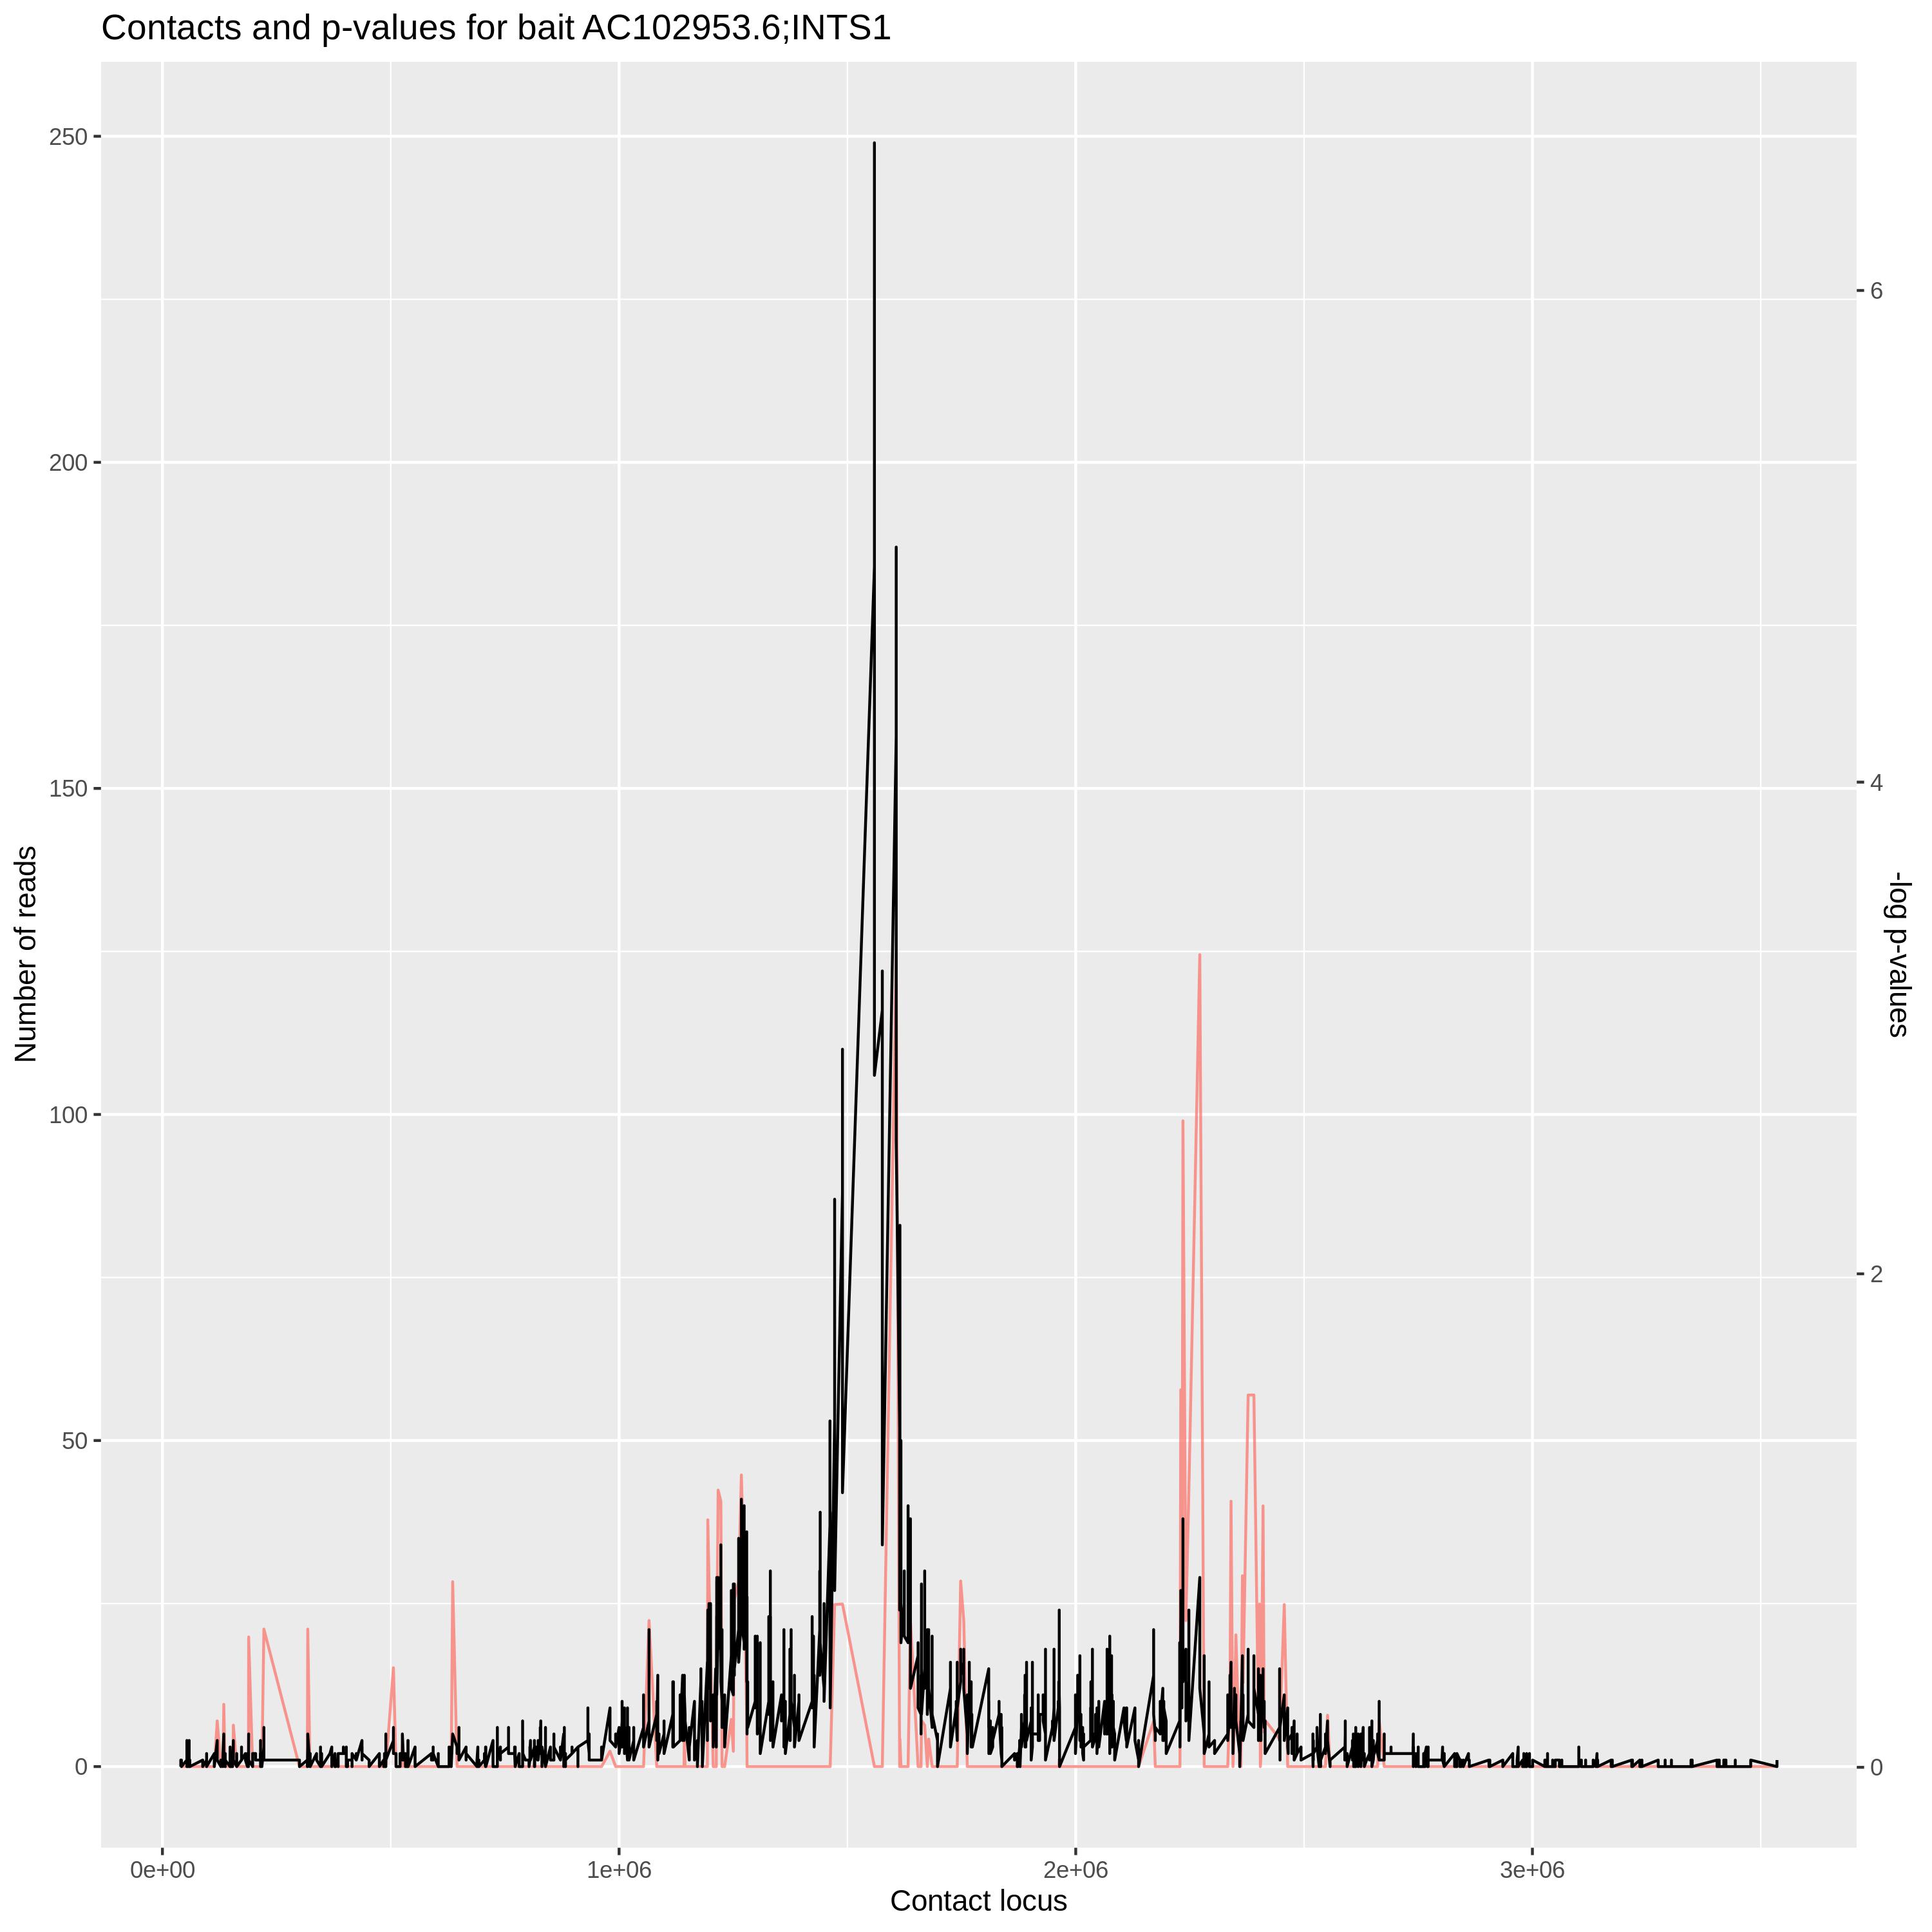 Contacts and p-values for bait AC102953.6;INTS1
250
200
150
100
50
0
Number of reads
6
4
2
0
-log p-values
0e+00
1e+06
2e+06
3e+06
Contact locus